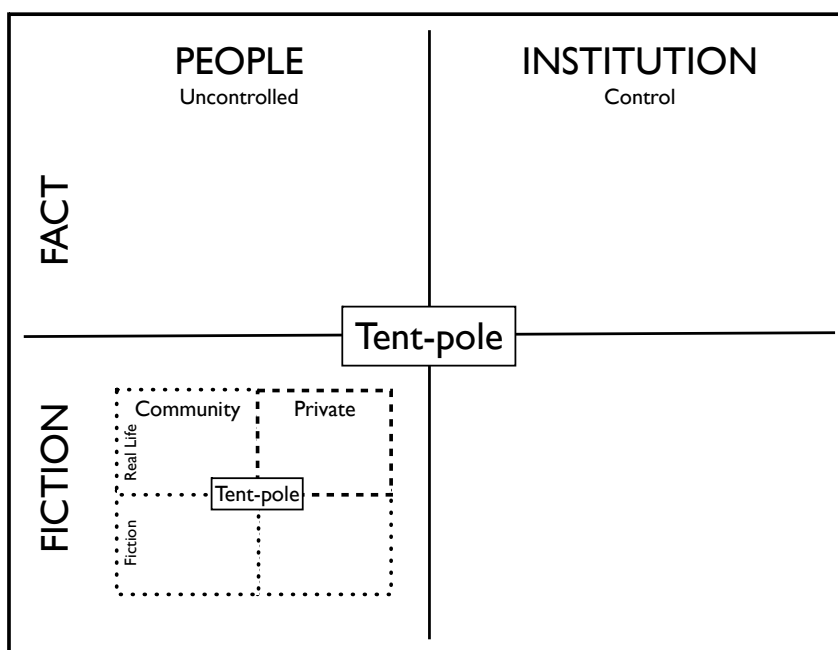 PEOPLE
Uncontrolled
INSTITUTION
Control
FACT
Tent-pole
FICTION
Community
Private
Real Life
Tent-pole
Fiction